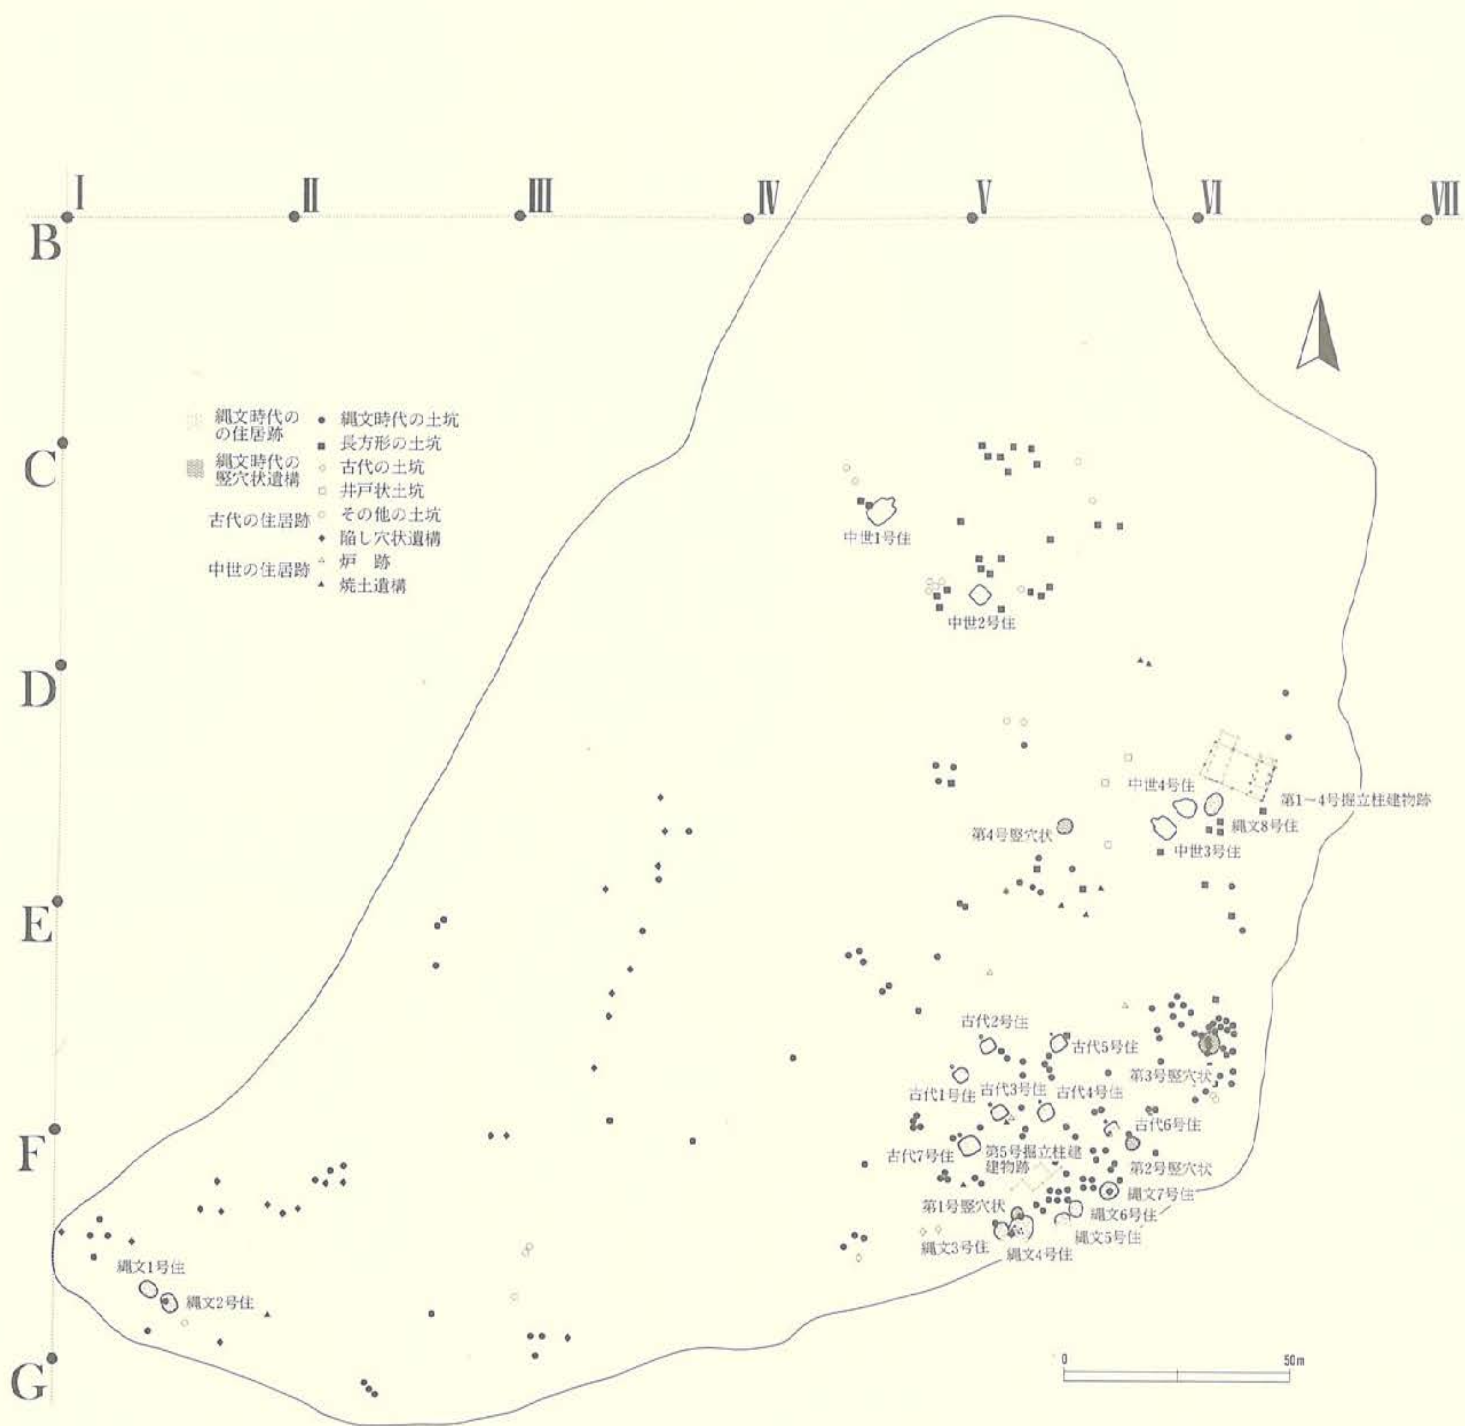 I
II
III
IV
V
VI
VII
B
C
D
E
F
G
縄文時代の
の住居跡
縄文時代の
竪穴状遺構
古代の住居跡
中世の住居跡
縄文時代の土坑
長方形の土坑
古代の土坑
井戸状土坑
その他の土坑
陥し穴状遺構
炉 跡
焼土遺構
中世1号住
中世2号住
中世4号住
第1～4号掘立柱建物跡
縄文8号住
第4号竪穴状
中世3号住
古代2号住
古代5号住
第3号竪穴状
古代1号住
古代3号住
古代4号住
古代6号住
古代7号住
第5号掘立柱建
建物跡
第2号竪穴状
縄文7号住
第1号竪穴状
縄文6号住
縄文5号住
縄文3号住
縄文4号住
縄文1号住
縄文2号住
0
50m